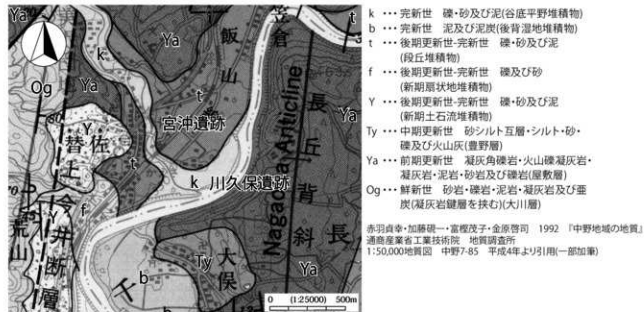 Ya
笠倉
飯山
t
Ya
Og
Ya
t
宮沖遺跡
Nagaoka Anticline
長丘背斜
Ya
80
Y
替佐
上今井断層
t
k
川久保遺跡
f
荒山
70
長
Ty
大俣
Ya
b
0 (1:25000) 500m
k ・・・ 完新世 礫・砂及び泥(谷底平野堆積物)
b ・・・ 完新世 泥及び泥炭(後背湿地堆積物)
t ・・・ 後期更新世-完新世 礫・砂及び泥
(段丘堆積物)
f ・・・ 後期更新世-完新世 礫及び砂
(新期扇状地堆積物)
Y ・・・ 後期更新世-完新世 礫・砂及び泥
(新期土石流堆積物)
Ty ・・・ 中期更新世 砂シルト互層・シルト・砂・
礫及び火山灰(豊野層)
Ya ・・・ 前期更新世 凝灰角礫岩・火山礫凝灰岩・
凝灰岩・泥岩・砂岩及び礫岩(屋敷層)
Og ・・・ 鮮新世 砂岩・礫岩・泥岩・凝灰岩及び亜
炭(凝灰岩鍵層を挟む)(大川層)
赤羽貞幸・加藤碵一・富樫茂子・金原啓司 1992 『中野地域の地質』
通商産業省工業技術院 地質調査所
1:50,000地質図 中野7-85 平成4年より引用(一部加筆)